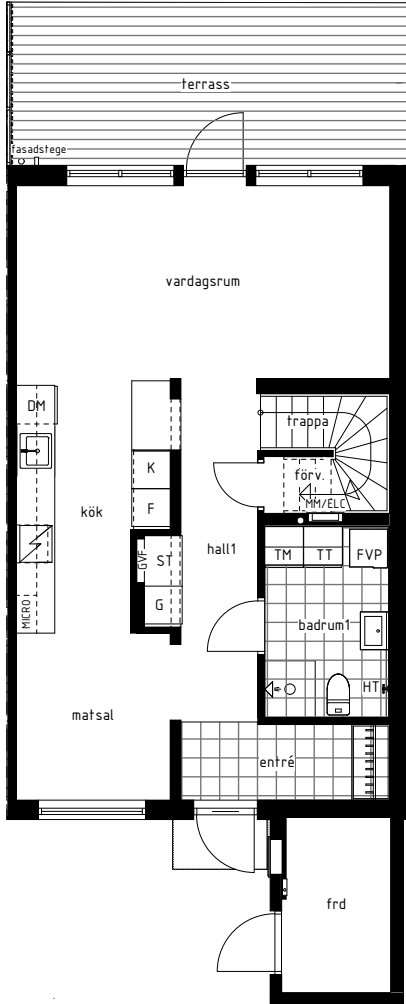 terrass
fasadstege
vardagsrum
DM
trappa
K
förv.
F
MM/ELC
kök
hall1
GVF
ST
TM
TT
FVP
G
MICRO
badrum1
HT
matsal
entré
frd